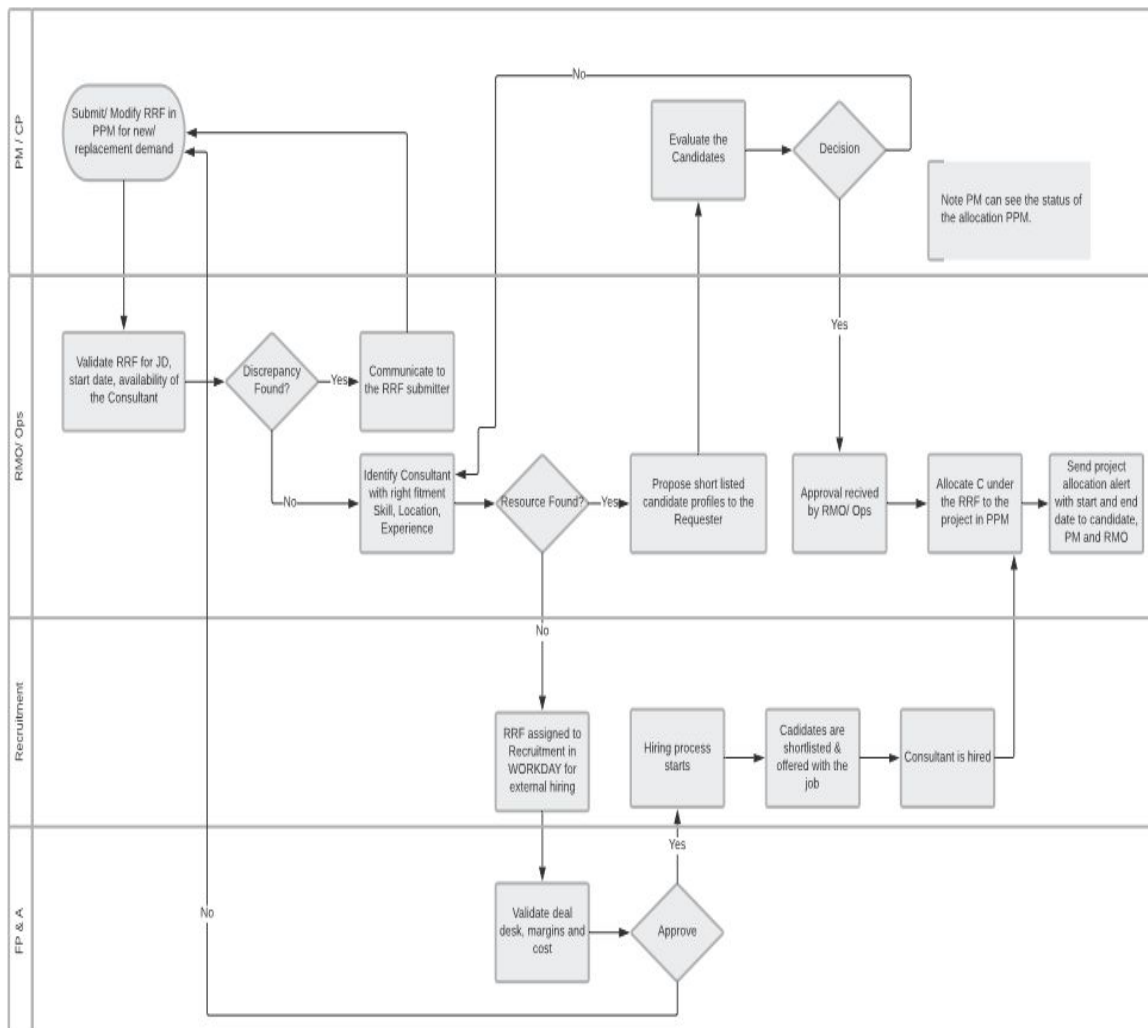 PM / CP
Submit/ Modify RRF in
PPM for new/
replacement demand
No
Evaluate the
Candidates
Decision
Note PM can see the status of
the allocation PPM.
Yes
RMO/ Ops
Validate RRF for JD,
start date, availability of
the Consultant
Discrepancy
Found?
Yes
Communicate to
the RRF submitter
No
Identify Consultant
with right fitment
Skill, Location,
Experience
Resource Found?
Yes
Propose short listed
candidate profiles to the
Requester
Approval recived
by RMO/ Ops
Allocate C under
the RRF to the
project in PPM
Send project
allocation alert
with start and end
date to candidate,
PM and RMO
No
Recruitment
RRF assigned to
Recruitment in
WORKDAY for
external hiring
Hiring process
starts
Cadidates are
shortlisted &
offered with the
job
Consultant is hired
Yes
FP & A
No
Validate deal
desk, margins and
cost
Approve